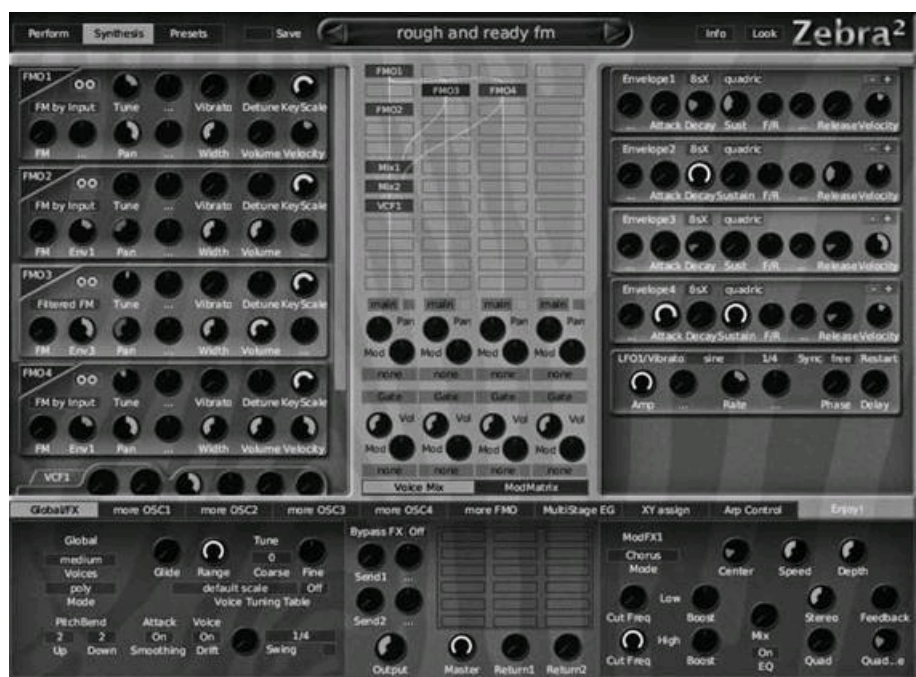 Perform Synthesis Presets Save rough and ready fm Info Look Zebra²
FMO1
FM by Input Tune ... Vibrato Detune KeyScale
FM ... Pan ... Width Volume Velocity
FMO2
FM by Input Tune ... Vibrato Detune KeyScale
FM Env1 Pan ... Width Volume ...
FMO3
Filtered FM Tune ... Vibrato Detune KeyScale
FM Env3 Pan ... Width Volume ...
FMO4
FM by Input Tune ... Vibrato Detune KeyScale
FM Env1 Pan ... Width Volume Velocity
VCF1
FMO1
FMO3 FMO4
FMO2
Mix1
Mix2
VCF1
main main main main
Pan Pan Pan Pan
Mod Mod Mod Mod
none none none none
Gate Gate Gate Gate
Vol Vol Vol Vol
Mod Mod Mod Mod
none none none none
Voice Mix ModMatrix
Envelope1 8sX quadric - +
... Attack Decay Sust F/R ... Release Velocity
Envelope2 8sX quadric - +
... Attack Decay Sustain F/R ... Release Velocity
Envelope3 8sX quadric - +
... Attack Decay Sust F/R ... Release Velocity
Envelope4 8sX quadric - +
... Attack Decay Sustain F/R ... Release Velocity
LFO1/Vibrato sine 1/4 Sync free Restart
Amp ... Rate ... Phase Delay
Global/FX more OSC1 more OSC2 more OSC3 more OSC4 more FMO MultiStage EG XY assign Arp Control Enjoy!
Global
medium
Voices
poly
Mode
Glide Range
Tune
0
Coarse Fine
default scale Off
Voice Tuning Table
PitchBend Attack Voice
2 2 On On 1/4
Up Down Smoothing Drift Swing
Bypass FX Off
Send1 ...
Send2 ...
Output Master Return1 Return2
ModFX1
Chorus
Mode
Center Speed Depth
Low
Cut Freq Boost
Stereo Feedback
High
Cut Freq Boost
Mix
On
EQ
Quad Quad...e